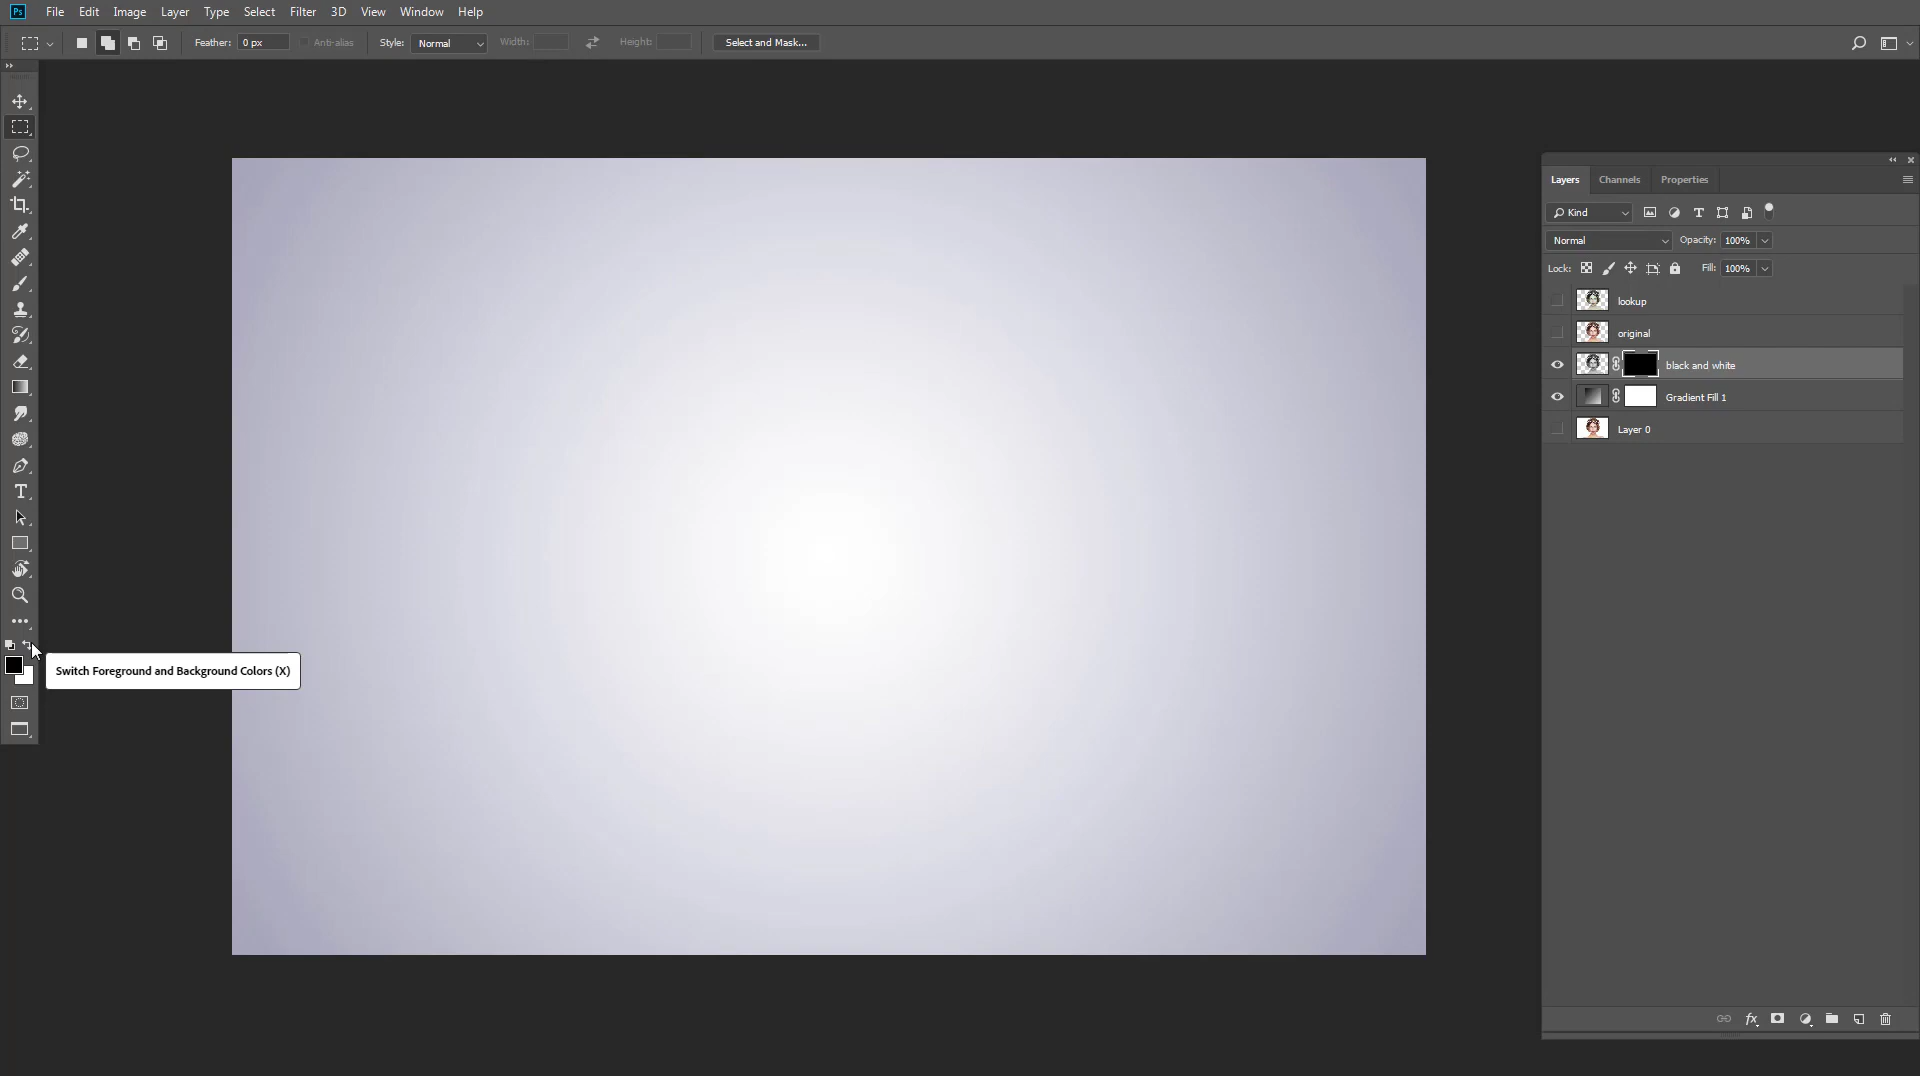 Ps File Edit Image Layer Type Select Filter 3D View Window Help
Feather: 0 px Anti-alias Style: Normal Width: Height: Select and Mask...
Layers Channels Properties
Kind
Normal Opacity: 100%
Lock: Fill: 100%
lookup
original
black and white
Gradient Fill 1
Layer 0
Switch Foreground and Background Colors (X)
fx